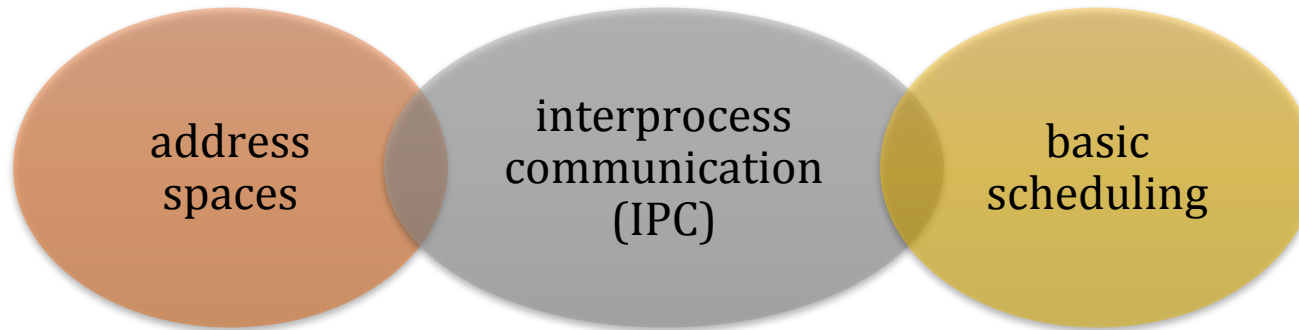 address
spaces
interprocess
communication
(IPC)
basic
scheduling